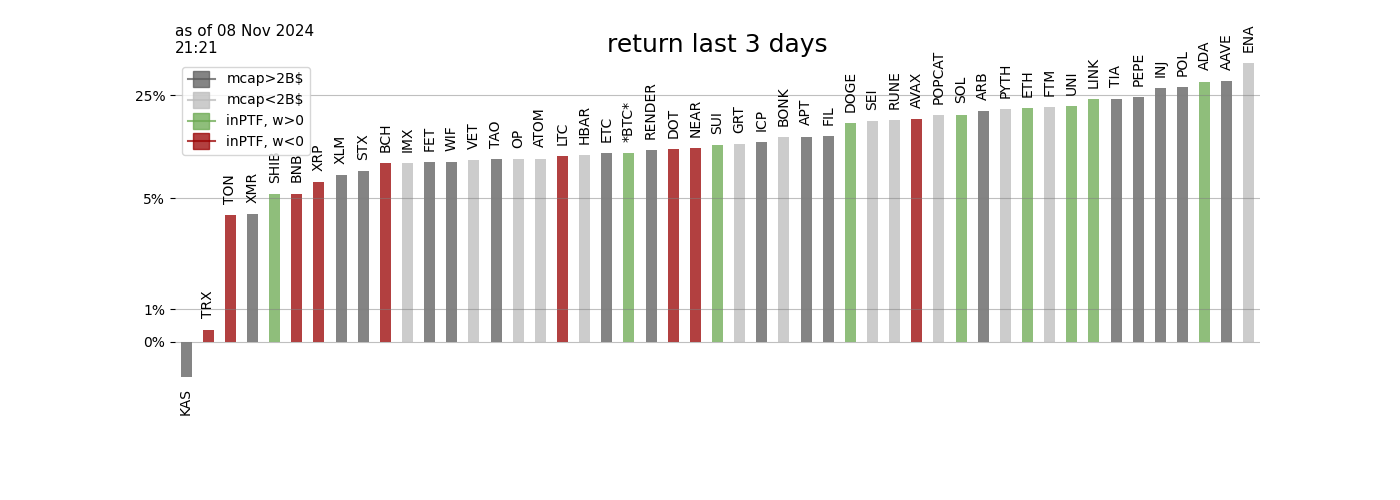 as of 08 Nov 2024
21:21
return last 3 days
mcap>2B$
mcap<2B$
inPTF, w>0
inPTF, w<0
25%
5%
1%
0%
KAS
TRX
TON
XMR
SHIB
BNB
XRP
XLM
STX
BCH
IMX
FET
WIF
VET
TAO
OP
ATOM
LTC
HBAR
ETC
*BTC*
RENDER
DOT
NEAR
SUI
GRT
ICP
BONK
APT
FIL
DOGE
SEI
RUNE
AVAX
POPCAT
SOL
ARB
PYTH
ETH
FTM
UNI
LINK
TIA
PEPE
INJ
POL
ADA
AAVE
ENA